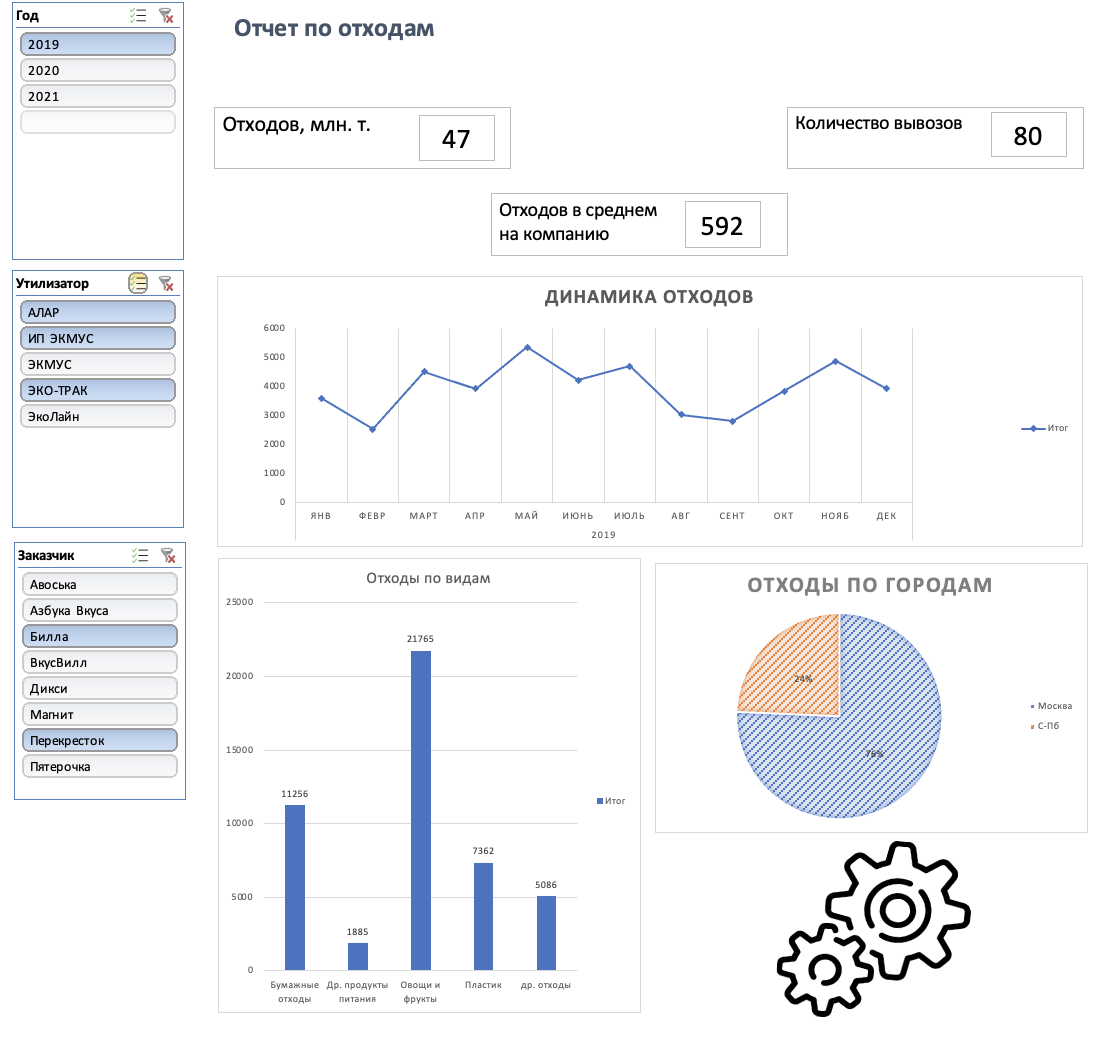 Год
2019
2020
2021
Отчет по отходам
Отходов, млн. т.
47
Количество вывозов
80
Отходов в среднем
на компанию
592
Утилизатор
АЛАР
ИП ЭКМУС
ЭКМУС
ЭКО-ТРАК
ЭкоЛайн
ДИНАМИКА ОТХОДОВ
6000
5000
4000
3000
2000
1000
0
ЯНВ ФЕВР МАРТ АПР МАЙ ИЮНЬ ИЮЛЬ АВГ СЕНТ ОКТ НОЯБ ДЕК
2019
Итог
Заказчик
Авоська
Азбука Вкуса
Билла
ВкусВилл
Дикси
Магнит
Перекресток
Пятерочка
Отходы по видам
25000
20000
15000
10000
5000
0
11256
1885
21765
7362
5086
Бумажные
отходы
Др. продукты
питания
Овощи и
фрукты
Пластик
др. отходы
Итог
ОТХОДЫ ПО ГОРОДАМ
24%
76%
Москва
С-Пб